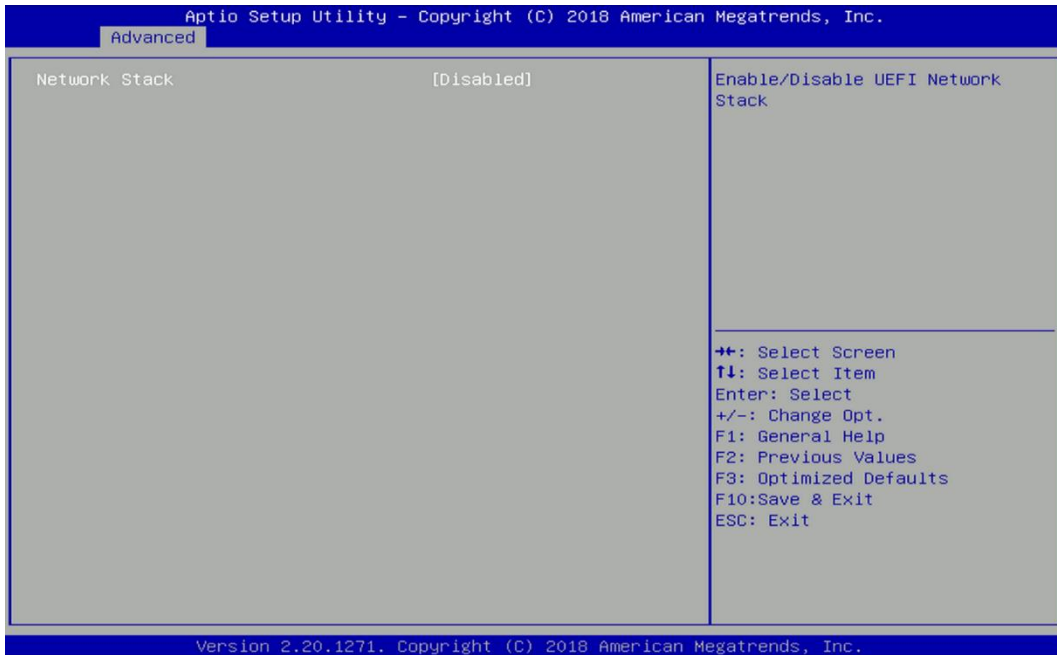 Aptio Setup Utility – Copyright (C) 2018 American Megatrends, Inc.
Advanced
Network Stack [Disabled]
Enable/Disable UEFI Network
Stack
→←: Select Screen
↑↓: Select Item
Enter: Select
+/-: Change Opt.
F1: General Help
F2: Previous Values
F3: Optimized Defaults
F10:Save & Exit
ESC: Exit
Version 2.20.1271. Copyright (C) 2018 American Megatrends, Inc.